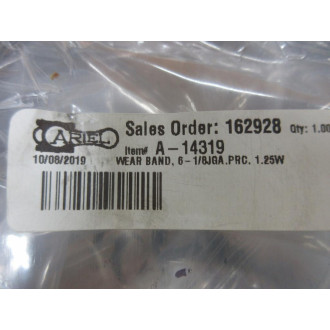 ARIEL
Sales Order: 162928 Qty: 1.00
Item# A-14319
10/08/2019 WEAR BAND, 6-1/8JGA,PRC, 1.25W